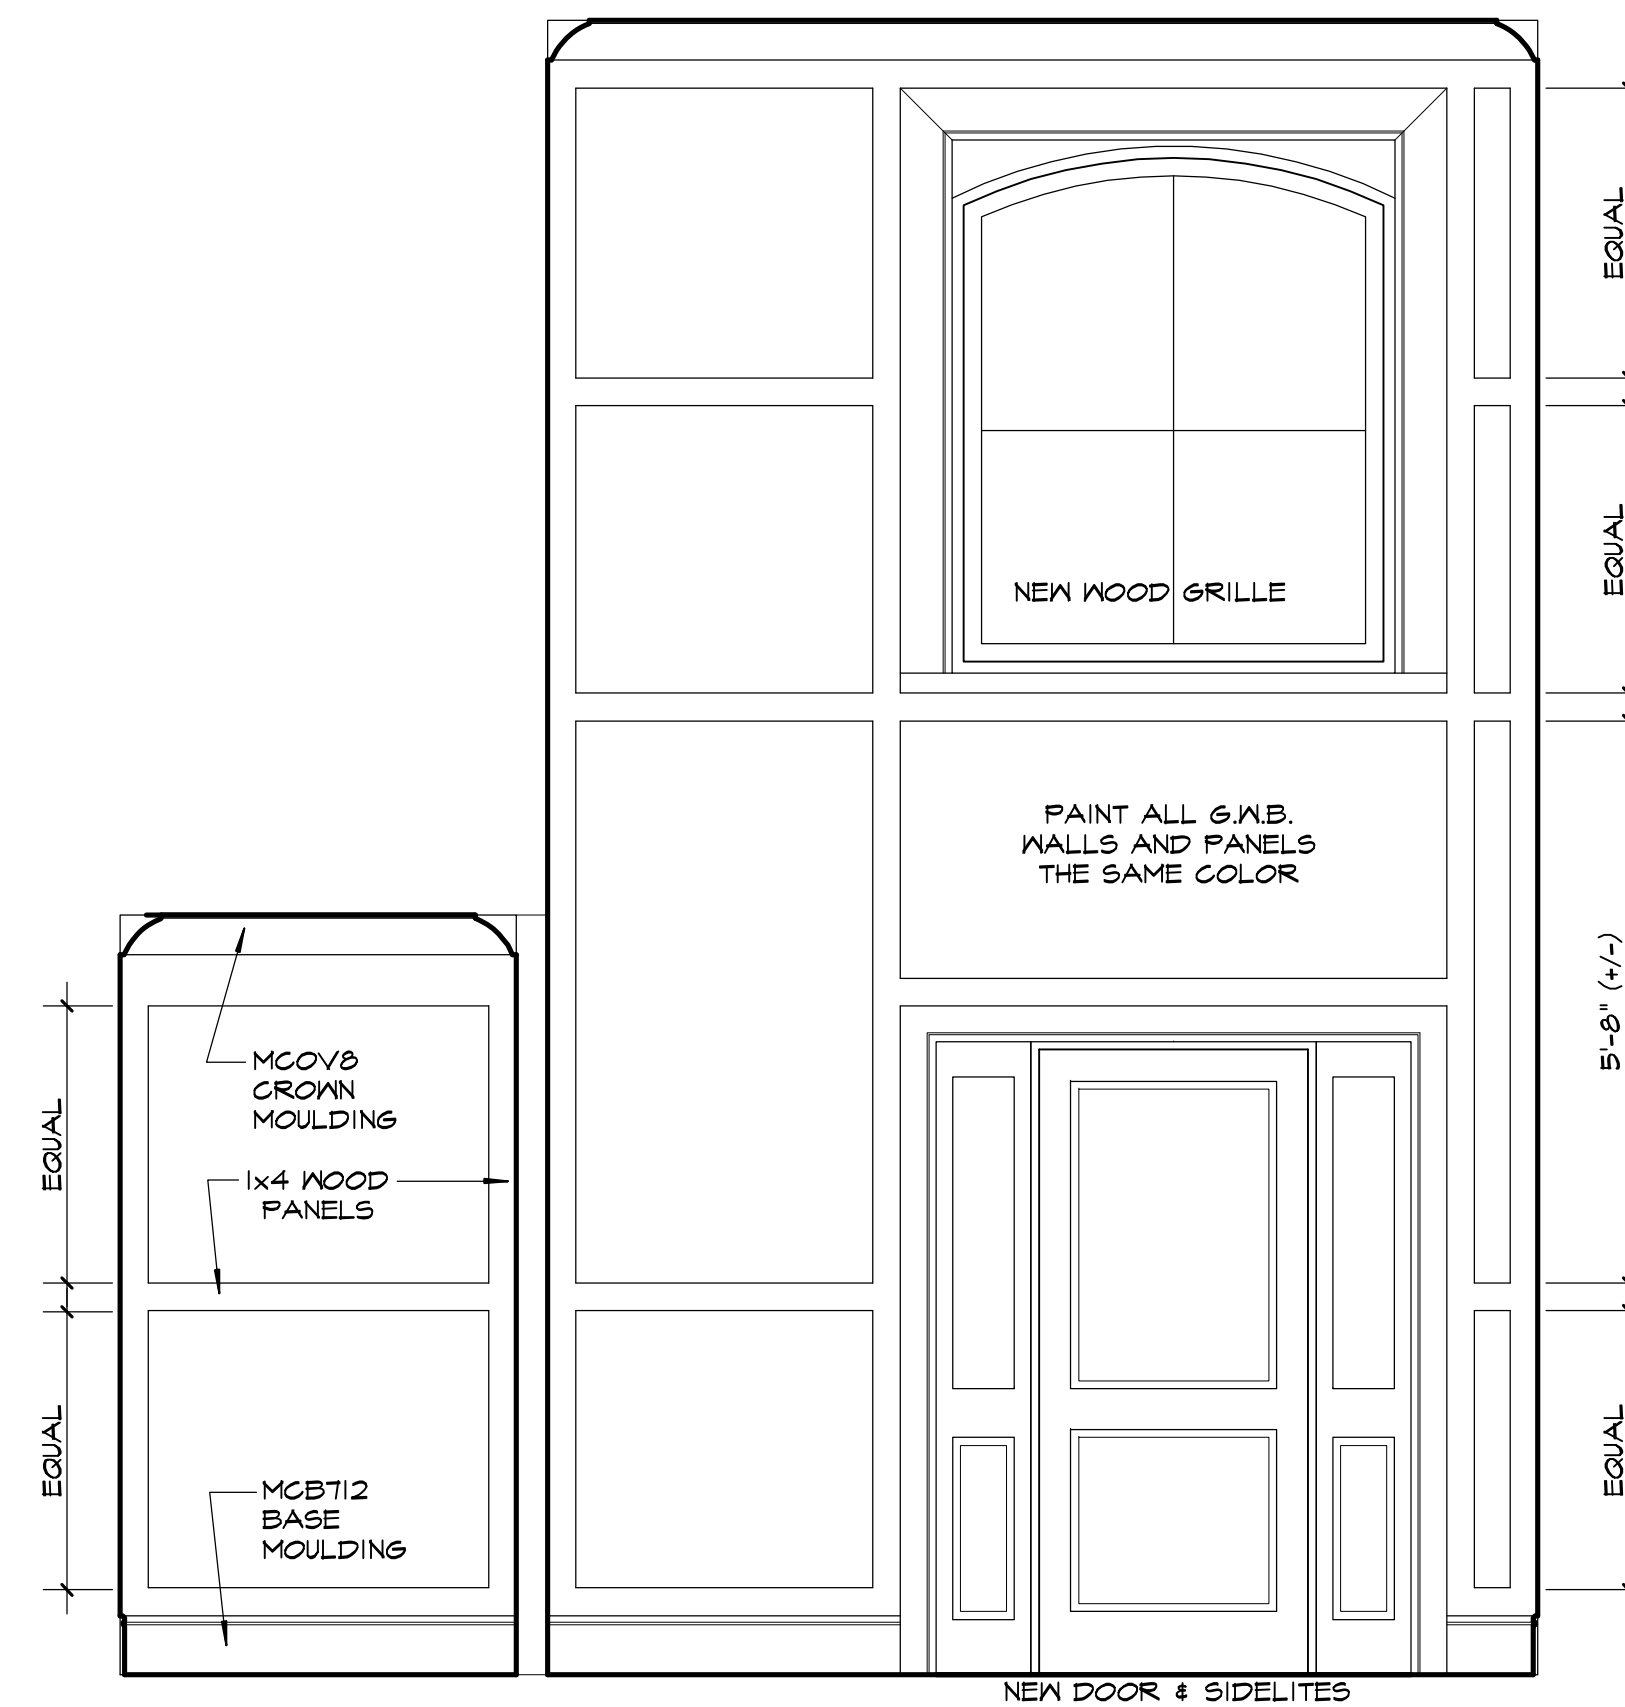 EQUAL
EQUAL
NEW WOOD GRILLE
PAINT ALL G.W.B.
WALLS AND PANELS
THE SAME COLOR
5'-8" (+/-)
MCOV8
CROWN
MOULDING
EQUAL
1x4 WOOD
PANELS
EQUAL
EQUAL
MCB712
BASE
MOULDING
NEW DOOR & SIDELITES